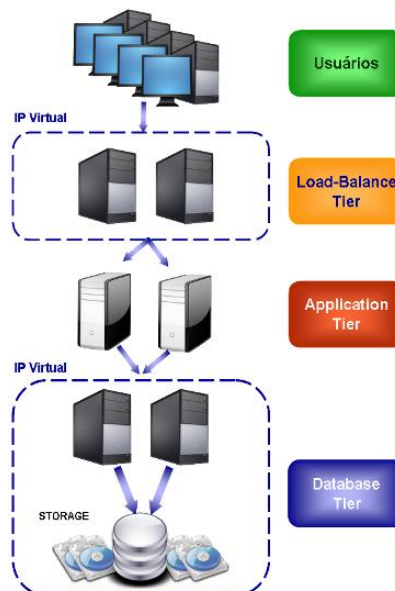 Usuários
IP Virtual
Load-Balance
Tier
Application
Tier
IP Virtual
Database
Tier
STORAGE